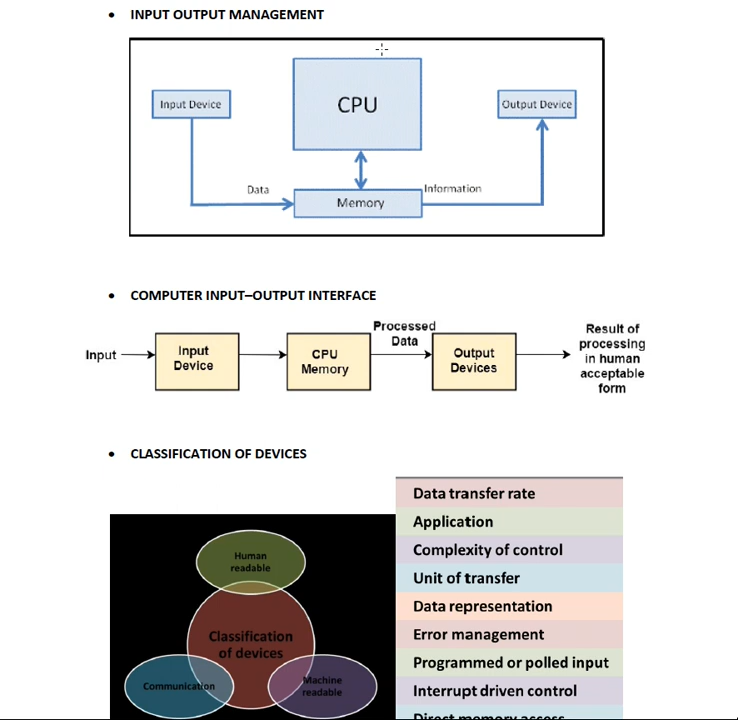 • INPUT OUTPUT MANAGEMENT
CPU
Input Device
Output Device
Data
Information
Memory
• COMPUTER INPUT–OUTPUT INTERFACE
Input
Input
Device
CPU
Memory
Processed
Data
Output
Devices
Result of
processing
in human
acceptable
form
• CLASSIFICATION OF DEVICES
Human
readable
Classification
of devices
Communication
Machine
readable
Data transfer rate
Application
Complexity of control
Unit of transfer
Data representation
Error management
Programmed or polled input
Interrupt driven control
Direct memory access